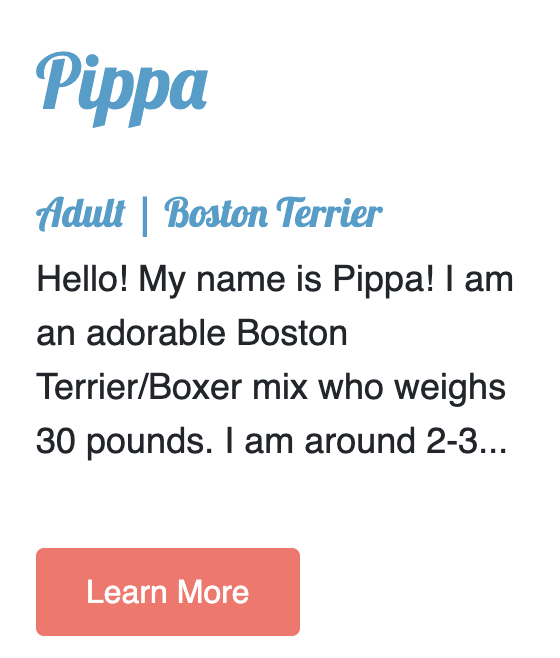 Pippa
Adult | Boston Terrier
Hello! My name is Pippa! I am
an adorable Boston
Terrier/Boxer mix who weighs
30 pounds. I am around 2-3...
Learn More